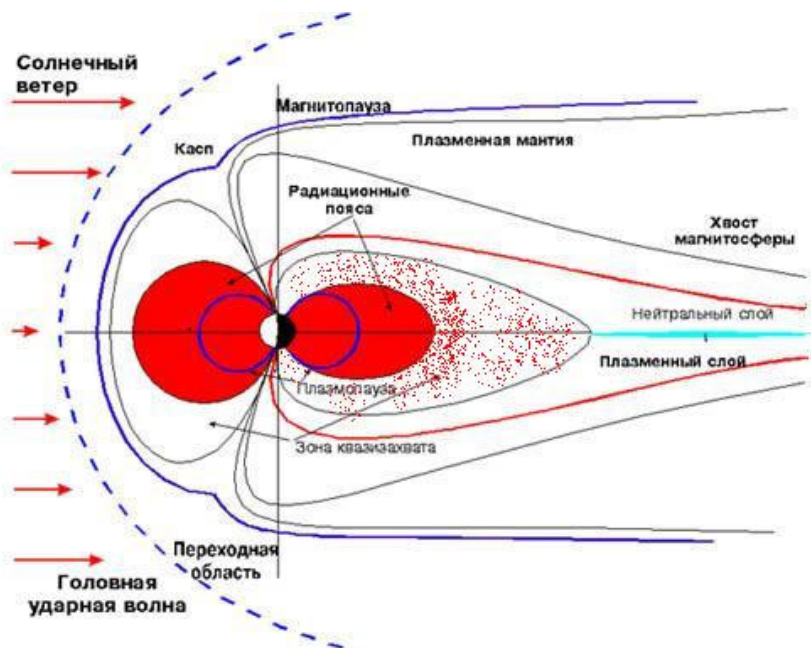 Солнечный
ветер
Магнитопауза
Касп
Плазменная мантия
Радиационные
пояса
Хвост
магнитосферы
Нейтральный слой
Плазменный слой
Плазмопауза
Зона квазизахвата
Переходная
область
Головная
ударная волна